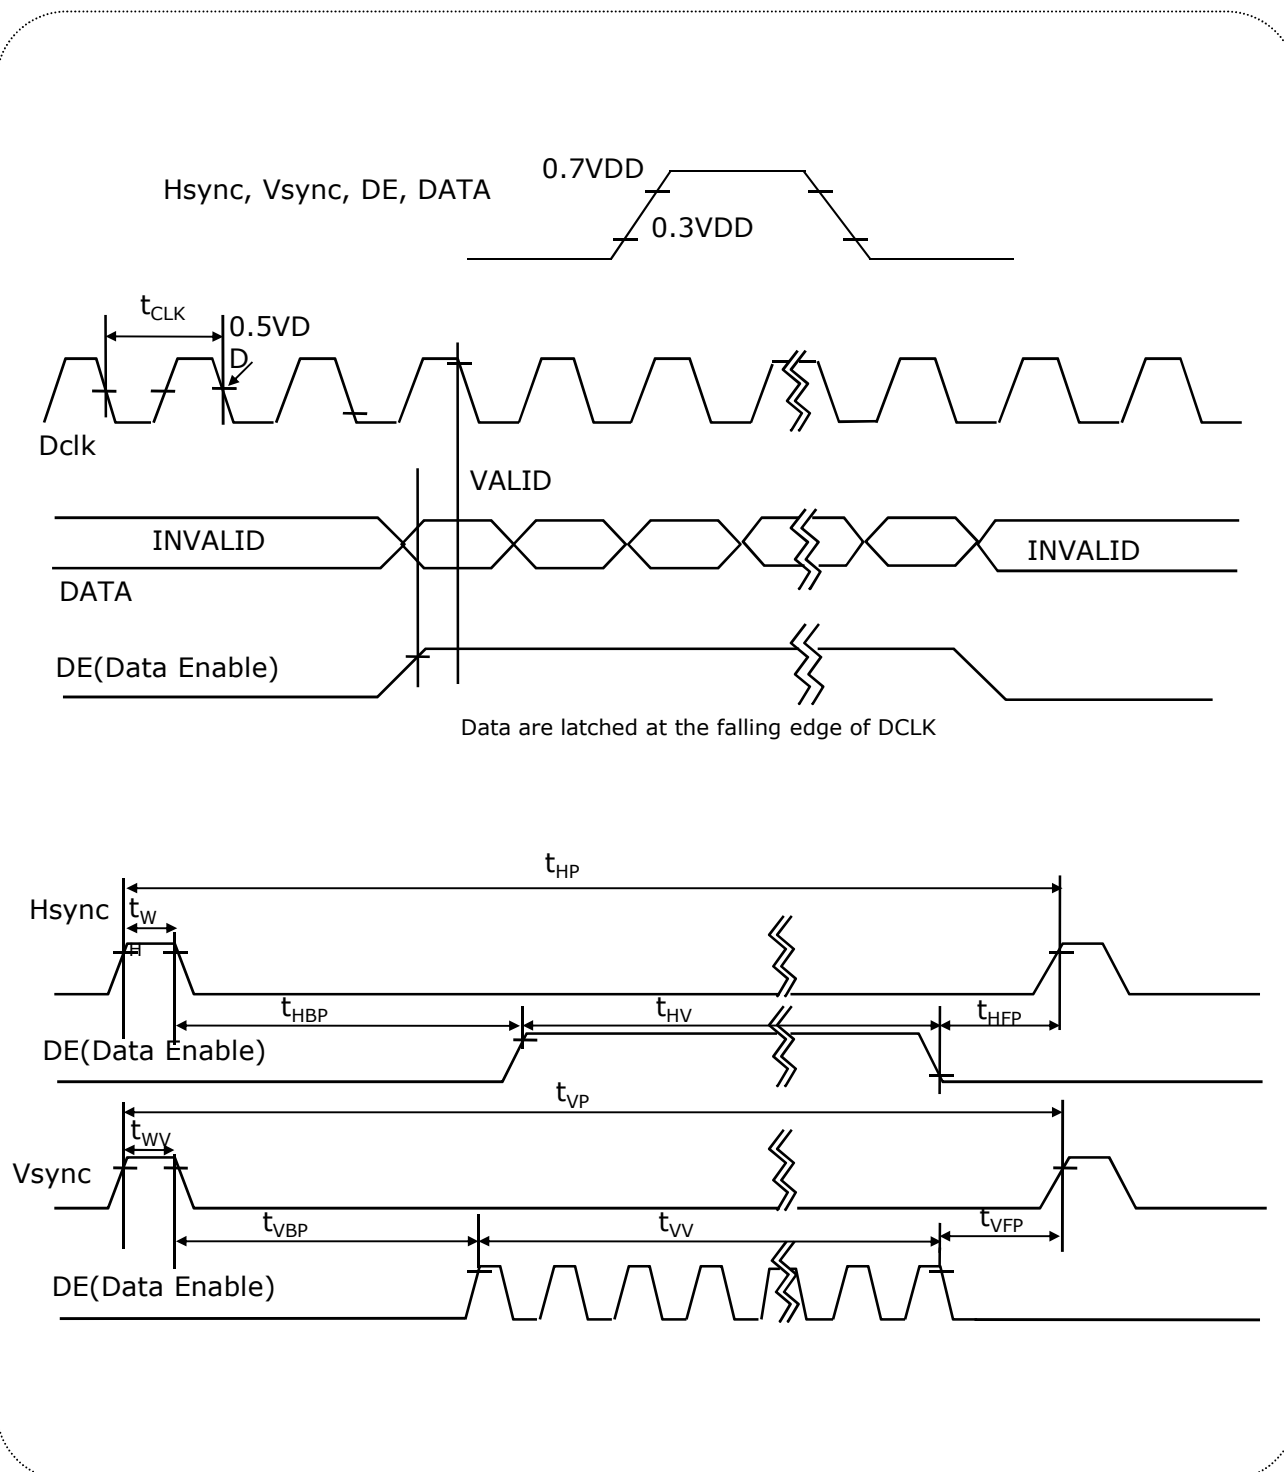 0.7VDD
Hsync, Vsync, DE, DATA
0.3VDD
tCLK
0.5VD
D
Dclk
VALID
INVALID
INVALID
DATA
DE(Data Enable)
Data are latched at the falling edge of DCLK
tHP
Hsync
tW
H
tHBP
tHV
tHFP
DE(Data Enable)
tVP
tWV
Vsync
tVBP
tVV
tVFP
DE(Data Enable)